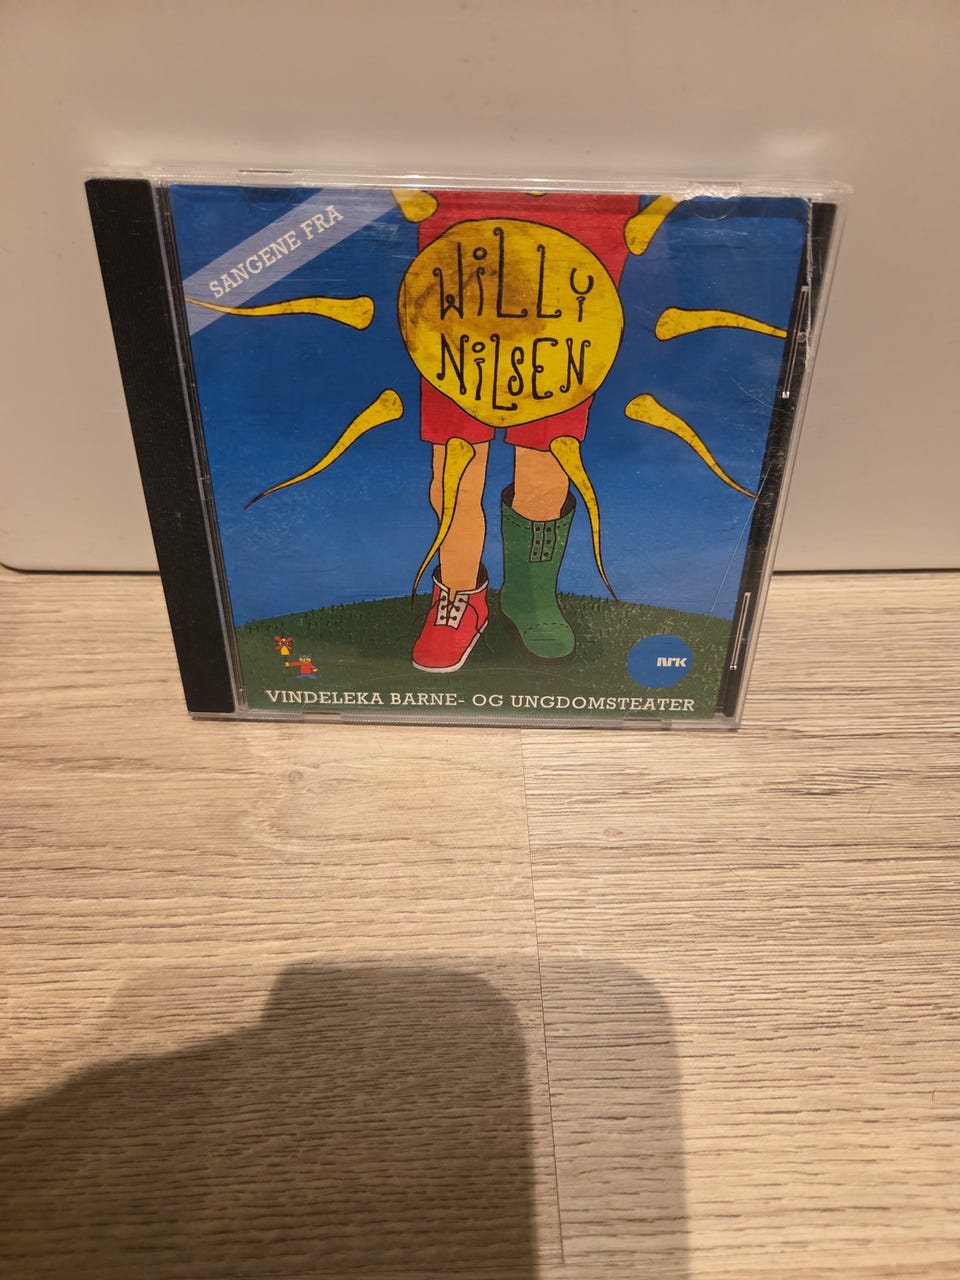 SANGENE FRA
WiLLy
NiLSEN
NRK
VINDELEKA BARNE- OG UNGDOMSTEATER